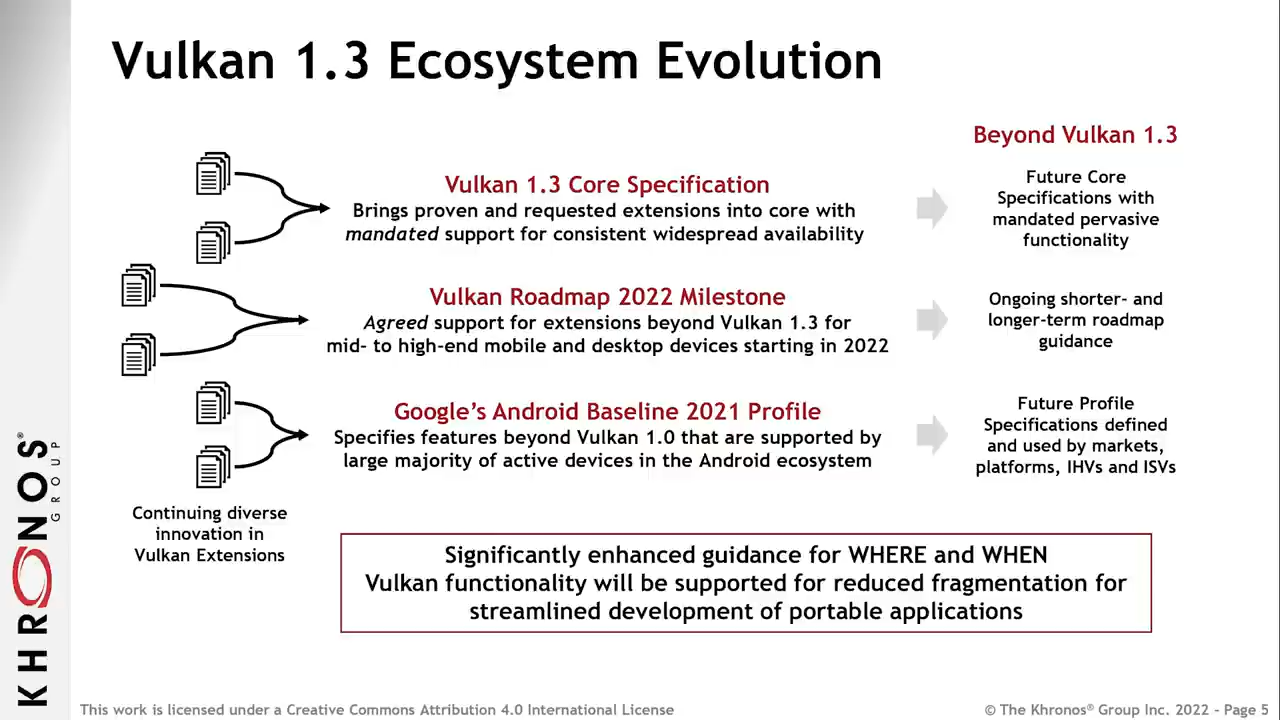 Vulkan 1.3 Ecosystem Evolution
Beyond Vulkan 1.3
Vulkan 1.3 Core Specification
Brings proven and requested extensions into core with
mandated support for consistent widespread availability
Future Core
Specifications with
mandated pervasive
functionality
Vulkan Roadmap 2022 Milestone
Agreed support for extensions beyond Vulkan 1.3 for
mid- to high-end mobile and desktop devices starting in 2022
Ongoing shorter- and
longer-term roadmap
guidance
Google's Android Baseline 2021 Profile
Specifies features beyond Vulkan 1.0 that are supported by
large majority of active devices in the Android ecosystem
Future Profile
Specifications defined
and used by markets,
platforms, IHVs and ISVs
Continuing diverse
innovation in
Vulkan Extensions
Significantly enhanced guidance for WHERE and WHEN
Vulkan functionality will be supported for reduced fragmentation for
streamlined development of portable applications
KHRONOS®
GROUP
This work is licensed under a Creative Commons Attribution 4.0 International License
© The Khronos® Group Inc. 2022 - Page 5